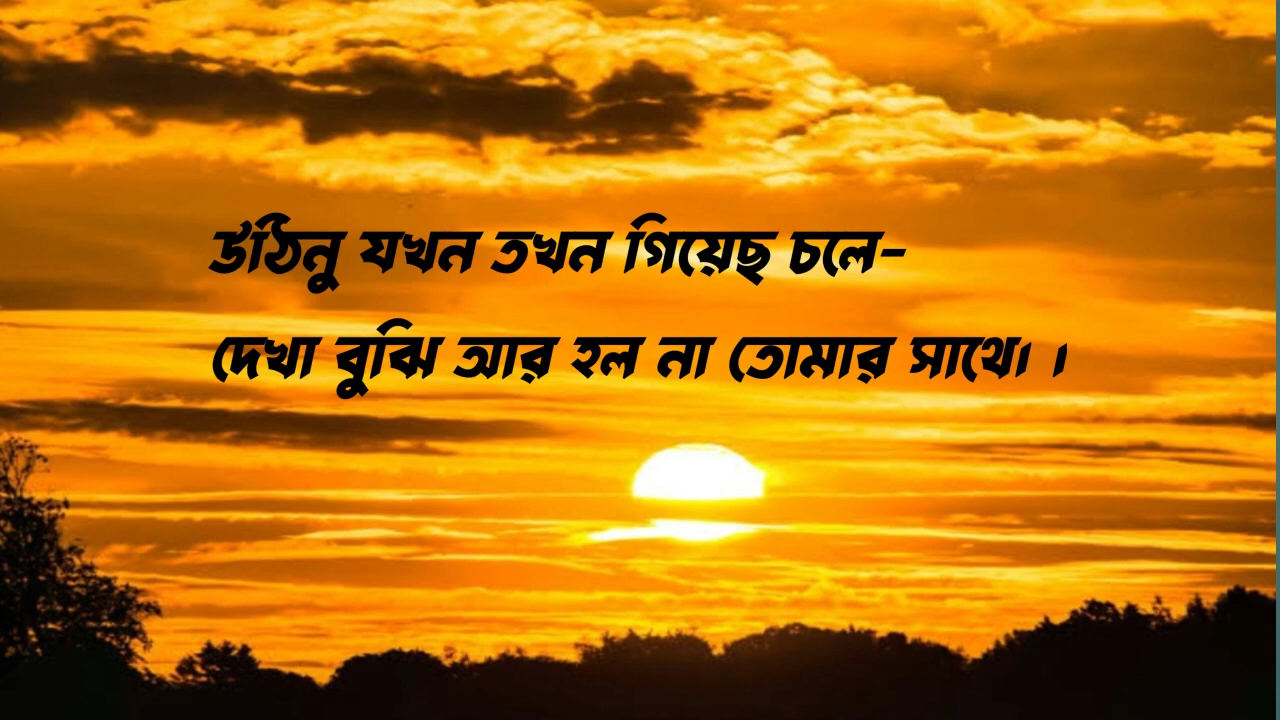 উঠিনু যখন তখন গিয়েছ চলে-
দেখা বুঝি আর হল না তোমার সাথে। ।